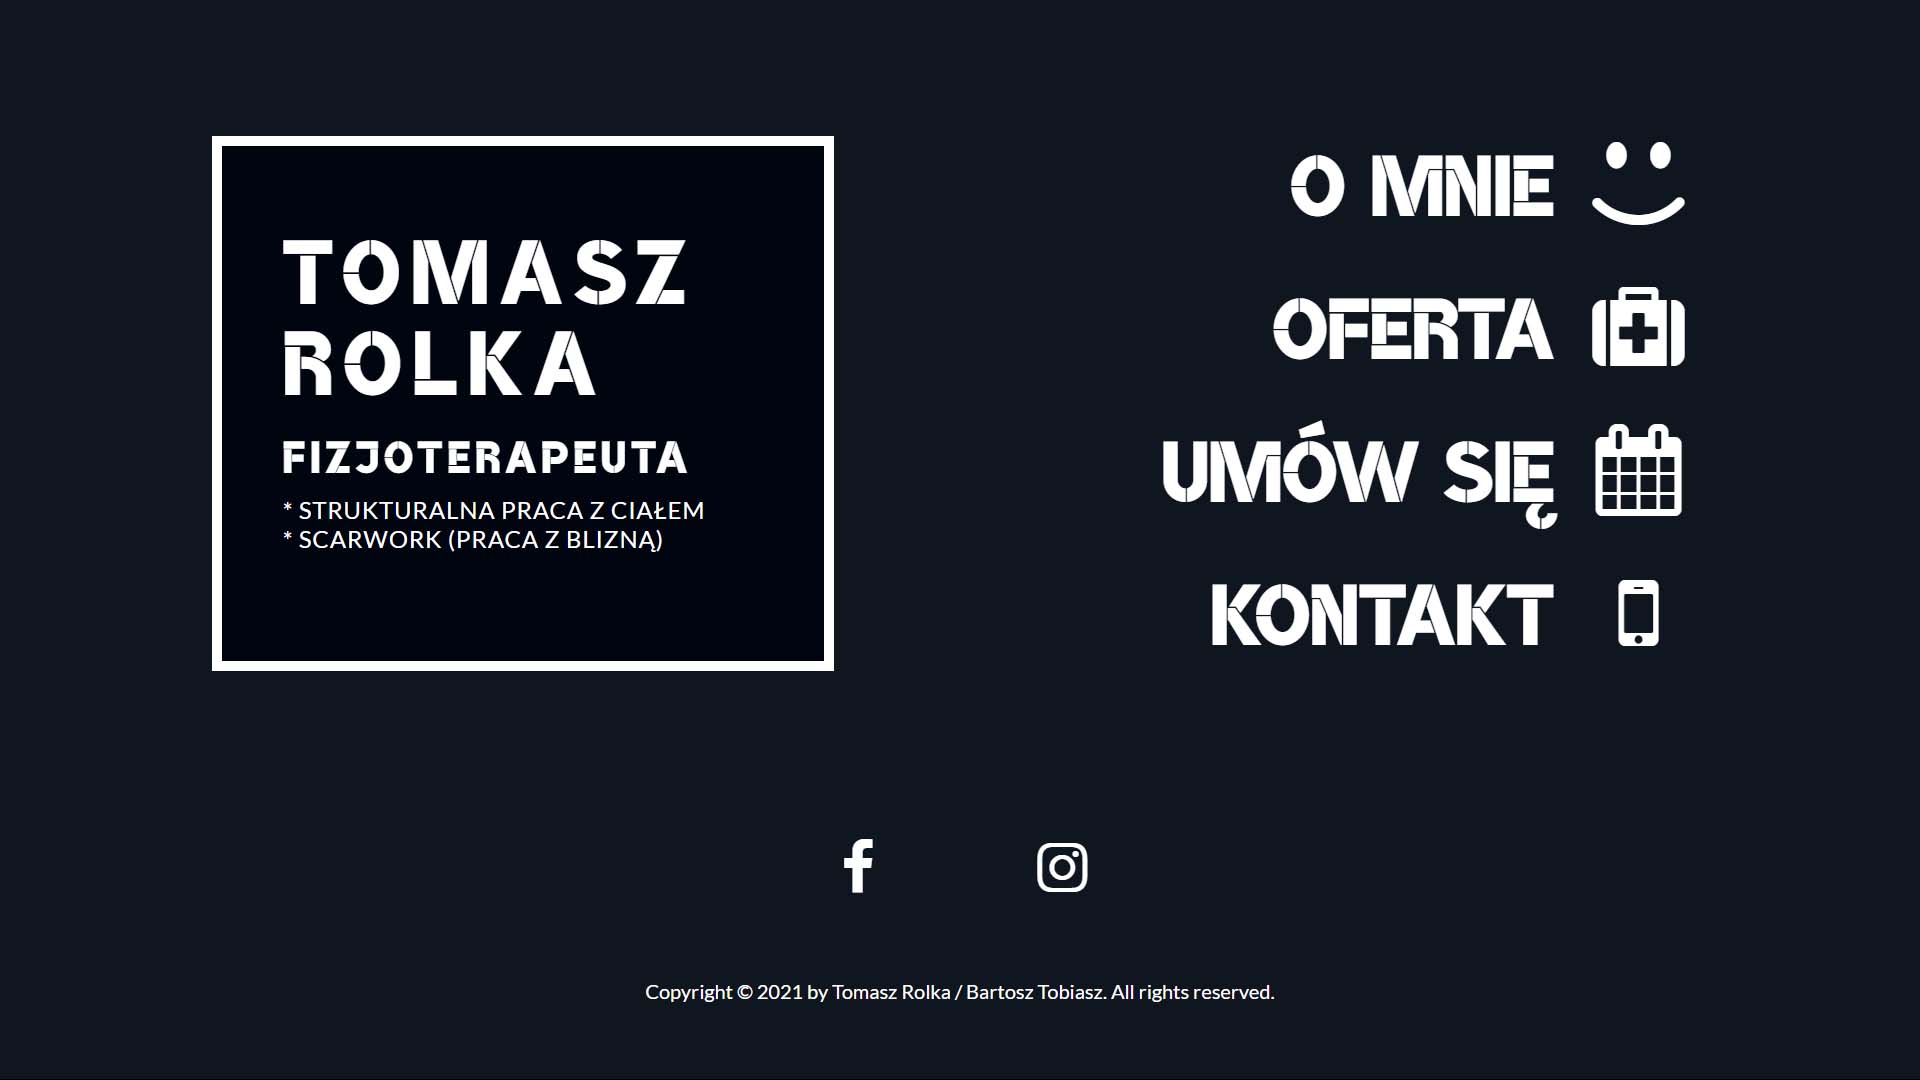 TOMASZ
ROLKA
FIZJOTERAPEUTA
* STRUKTURALNA PRACA Z CIAŁEM
* SCARWORK (PRACA Z BLIZNĄ)
O MNIE
OFERTA
UMÓW SIĘ
KONTAKT
Copyright © 2021 by Tomasz Rolka / Bartosz Tobiasz. All rights reserved.